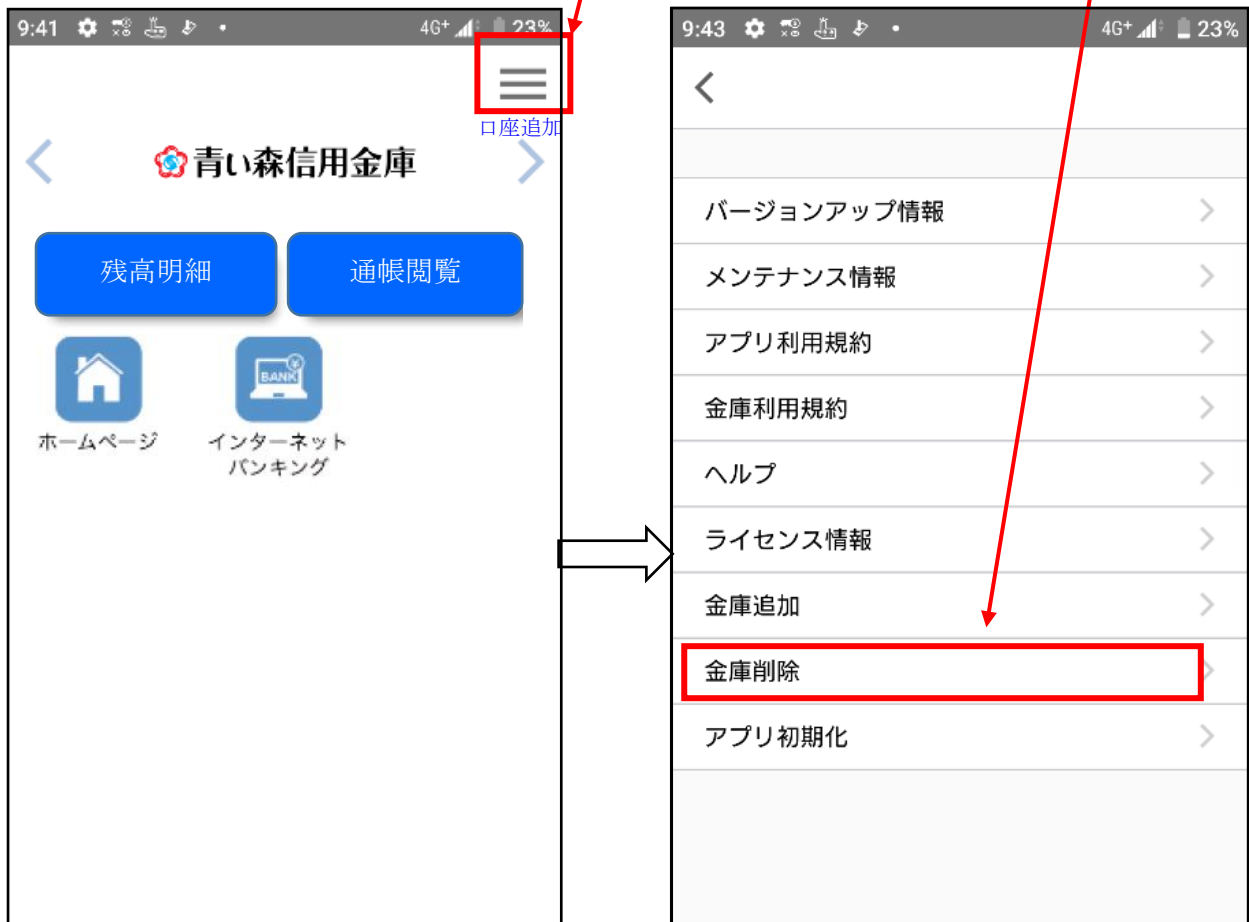 9:41
4G+
23%
口座追加
青い森信用金庫
残高明細
通帳閲覧
BANK
ホームページ
インターネット
バンキング
9:43
4G+
23%
バージョンアップ情報
メンテナンス情報
アプリ利用規約
金庫利用規約
ヘルプ
ライセンス情報
金庫追加
金庫削除
アプリ初期化